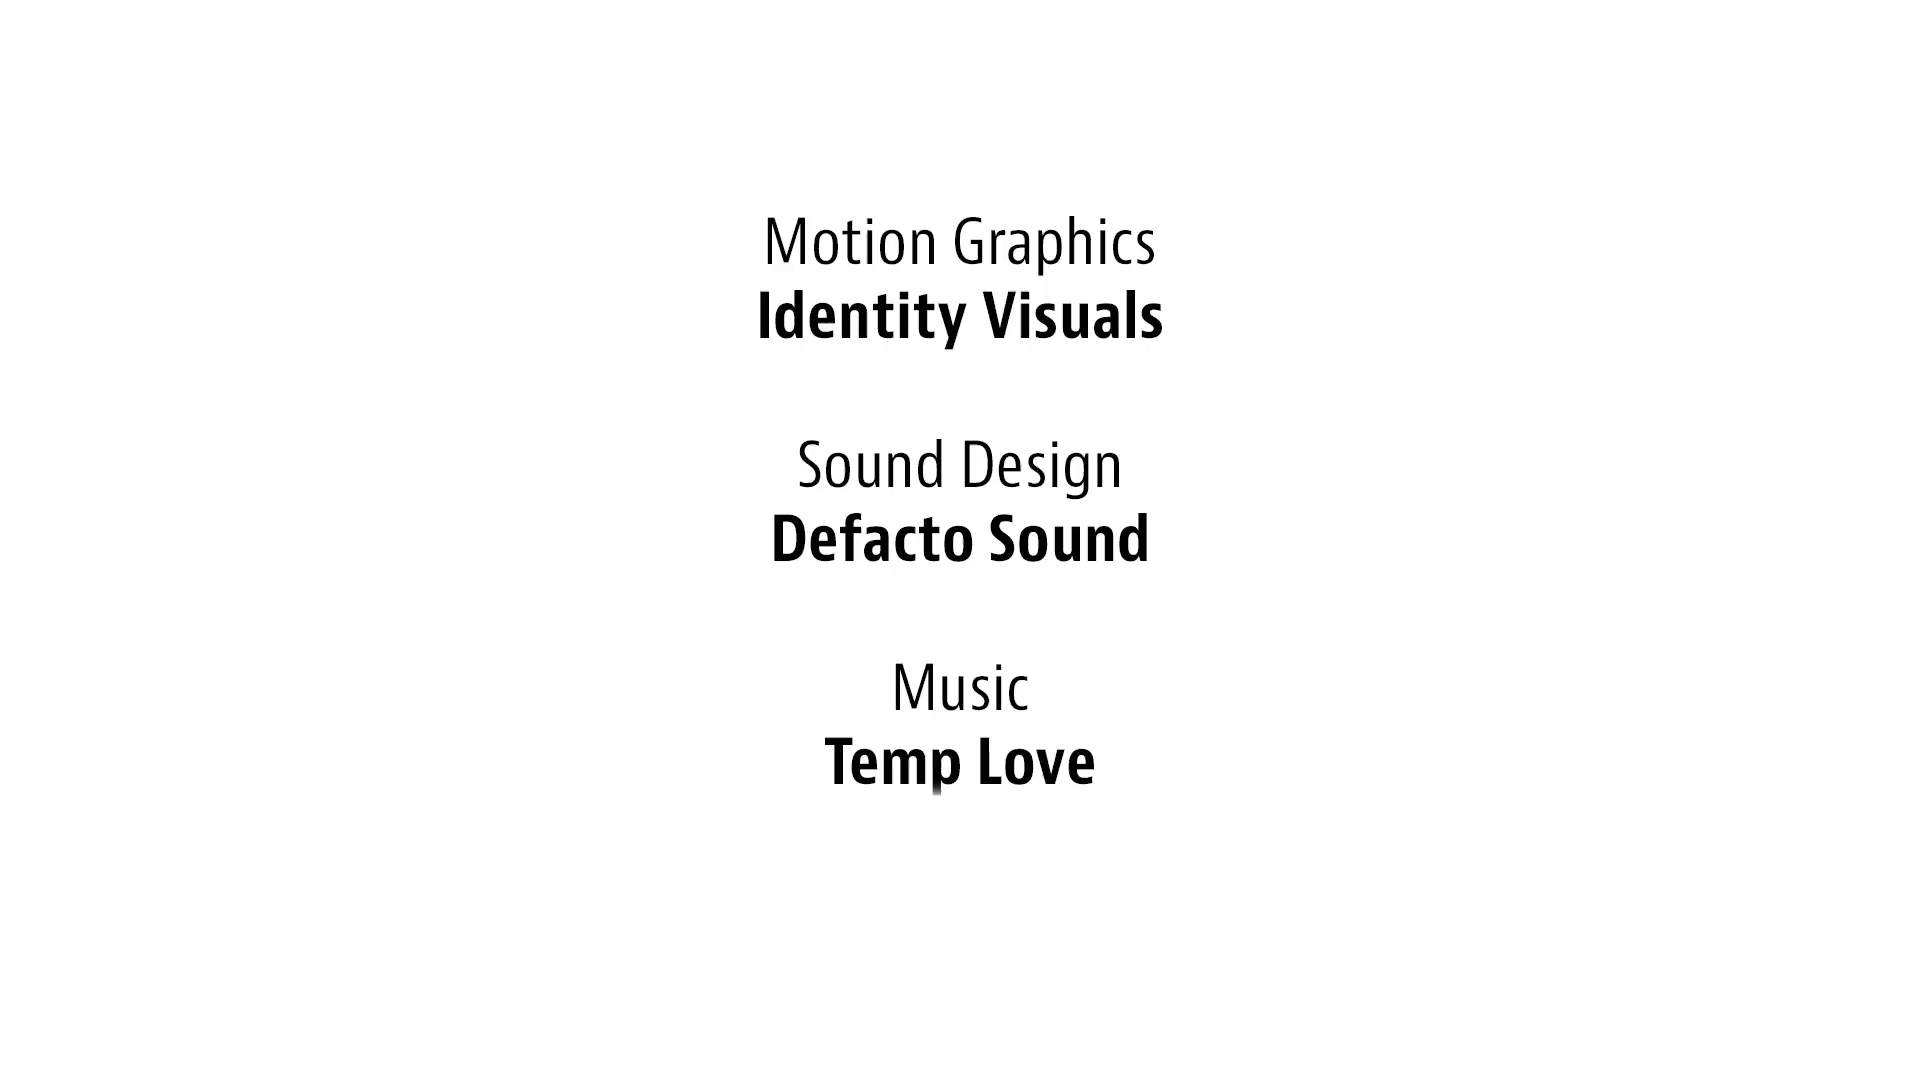 Motion Graphics
Identity Visuals
Sound Design
Defacto Sound
Music
Temp Love